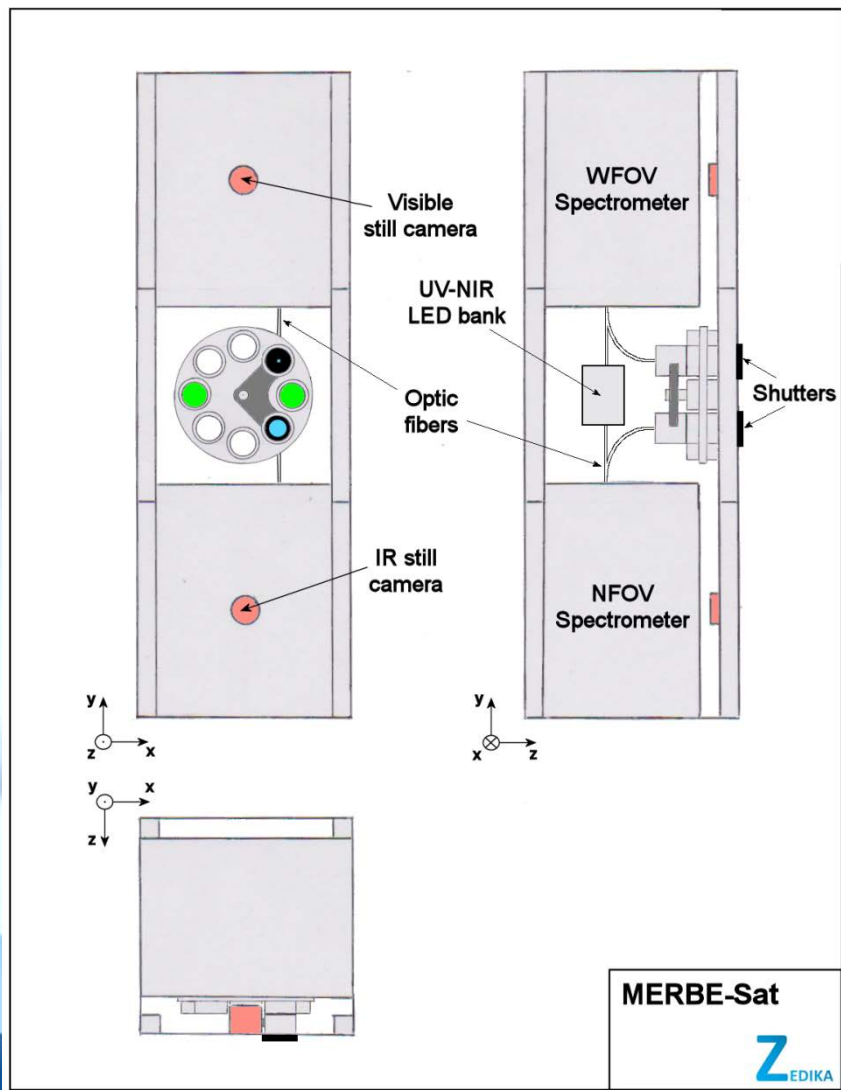 Visible
still camera
WFOV
Spectrometer
UV-NIR
LED bank
Optic
fibers
Shutters
IR still
camera
NFOV
Spectrometer
y
z
x
y
x
z
y
x
z
MERBE-Sat
ZEDIKA